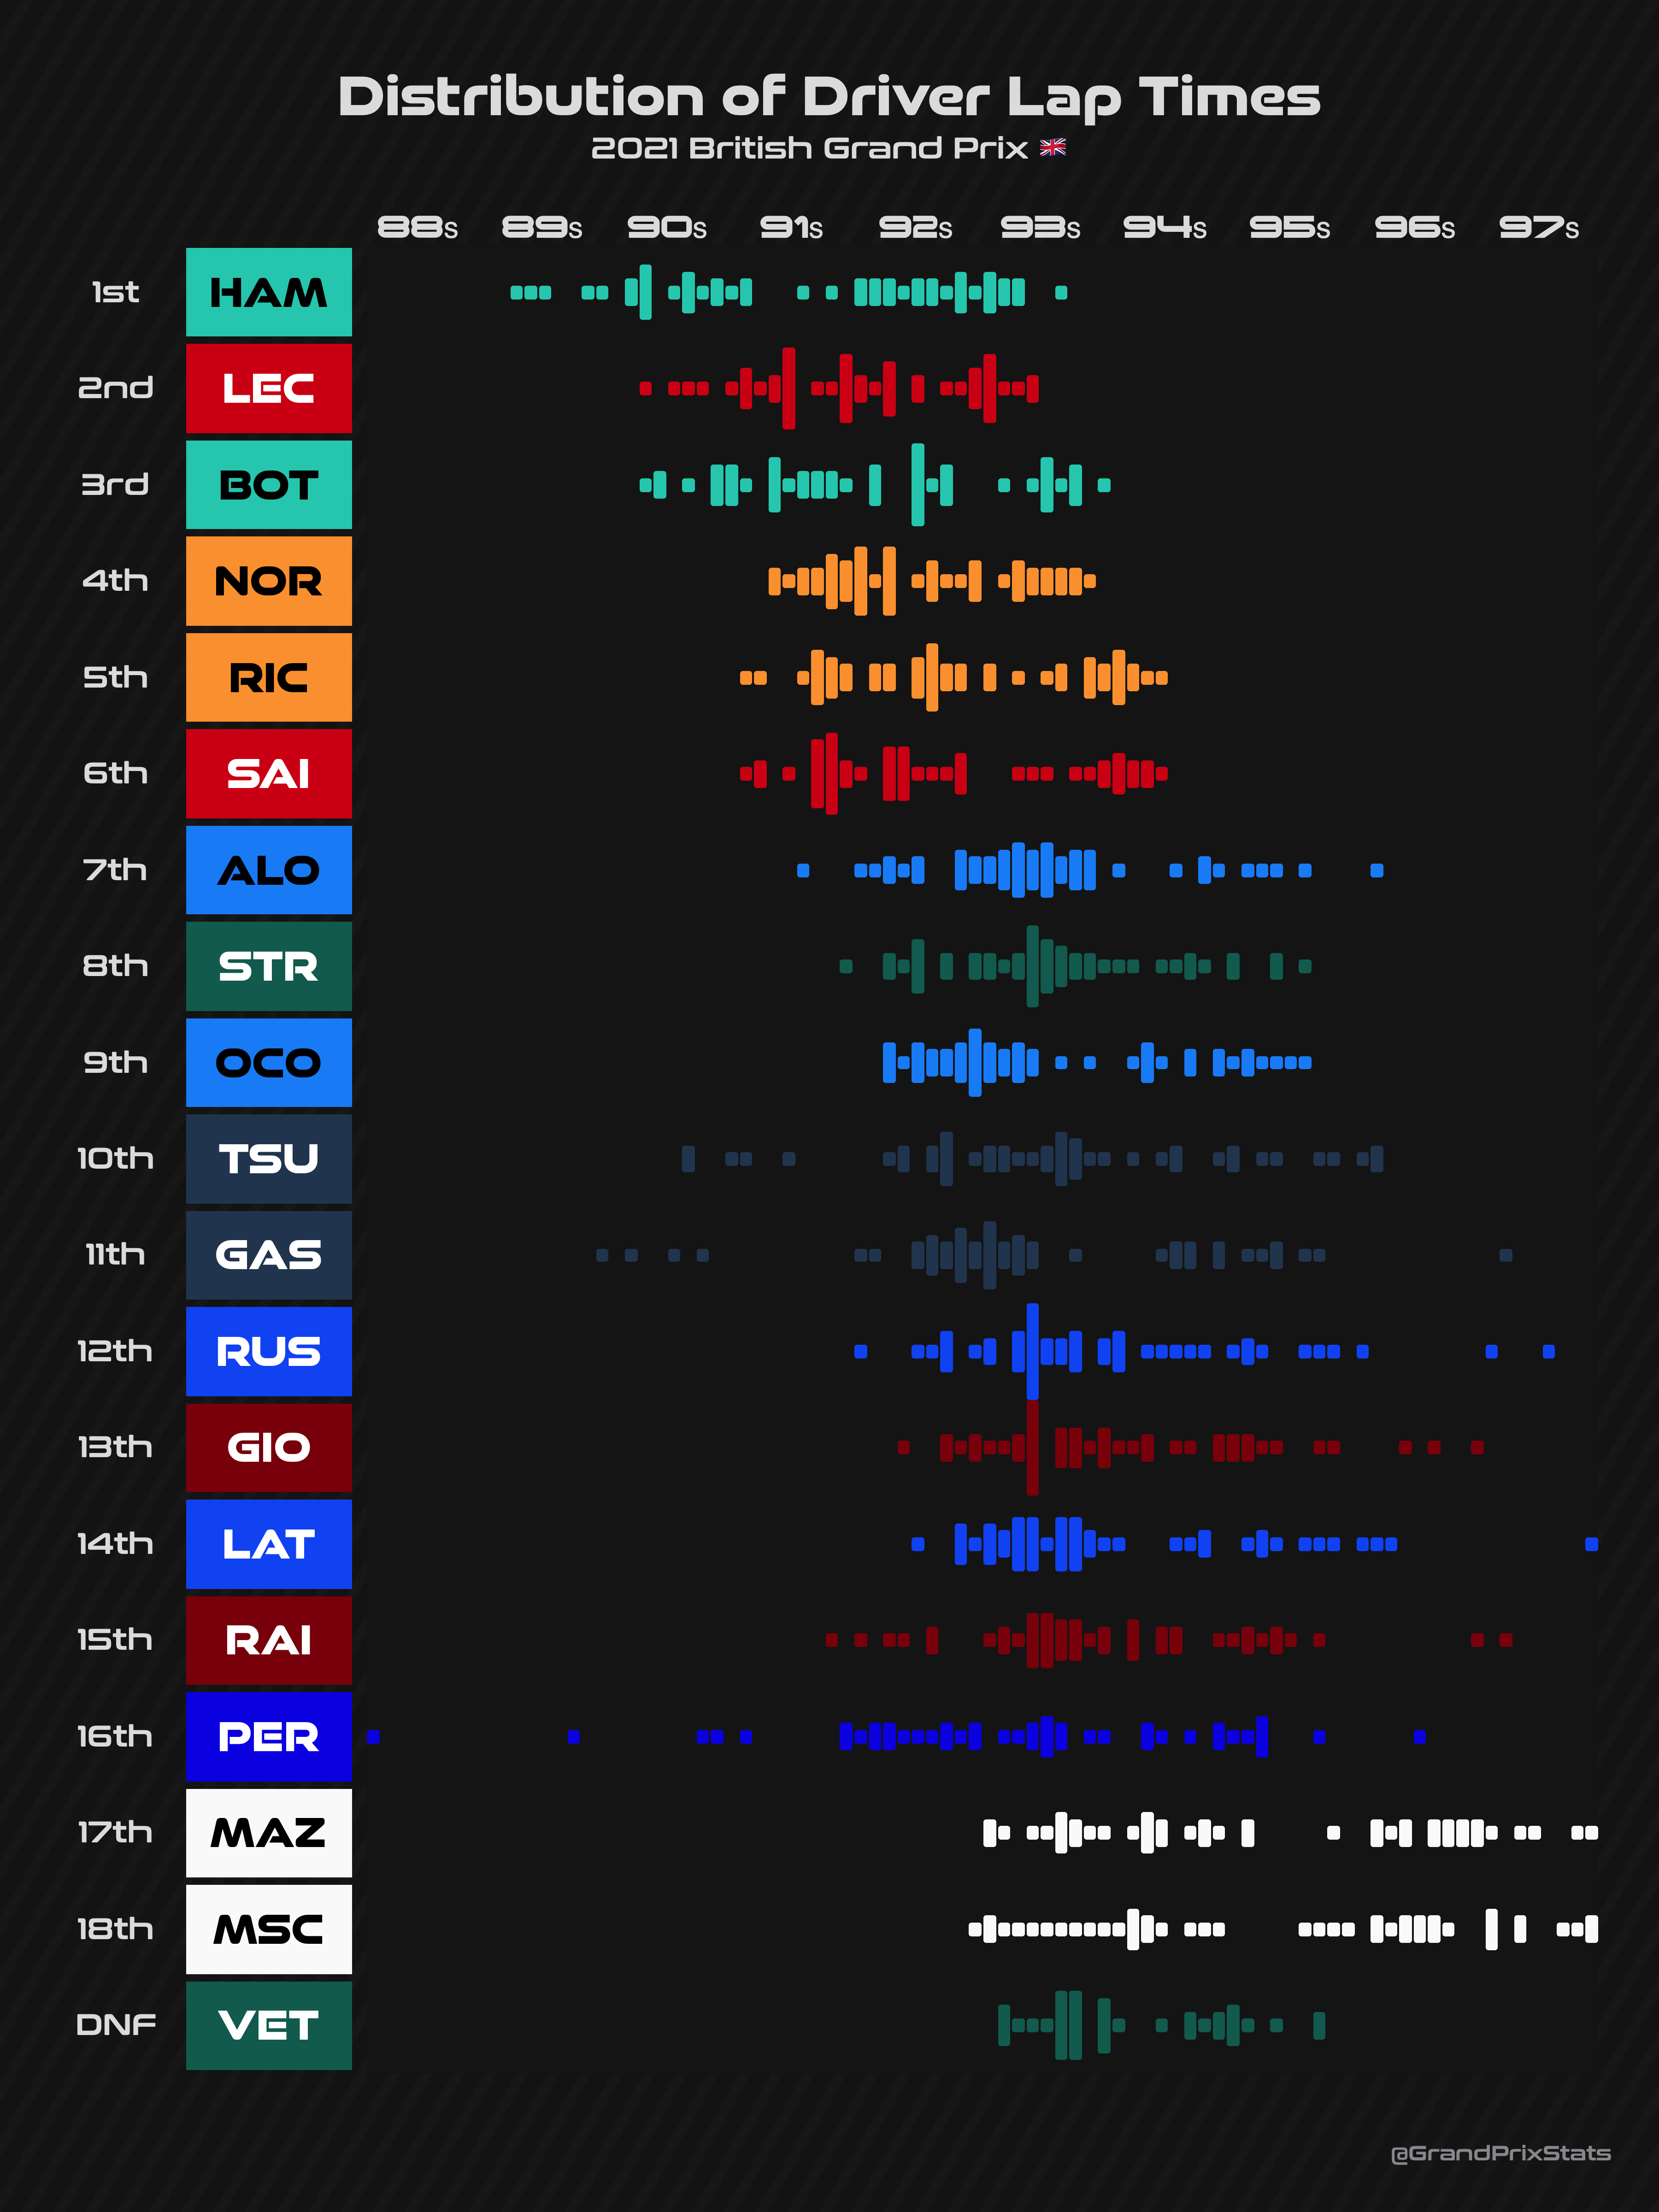 Distribution of Driver Lap Times
2021 British Grand Prix 🇬🇧
88s 89s 90s 91s 92s 93s 94s 95s 96s 97s
1st HAM
2nd LEC
3rd BOT
4th NOR
5th RIC
6th SAI
7th ALO
8th STR
9th OCO
10th TSU
11th GAS
12th RUS
13th GIO
14th LAT
15th RAI
16th PER
17th MAZ
18th MSC
DNF VET
@GrandPrixStats